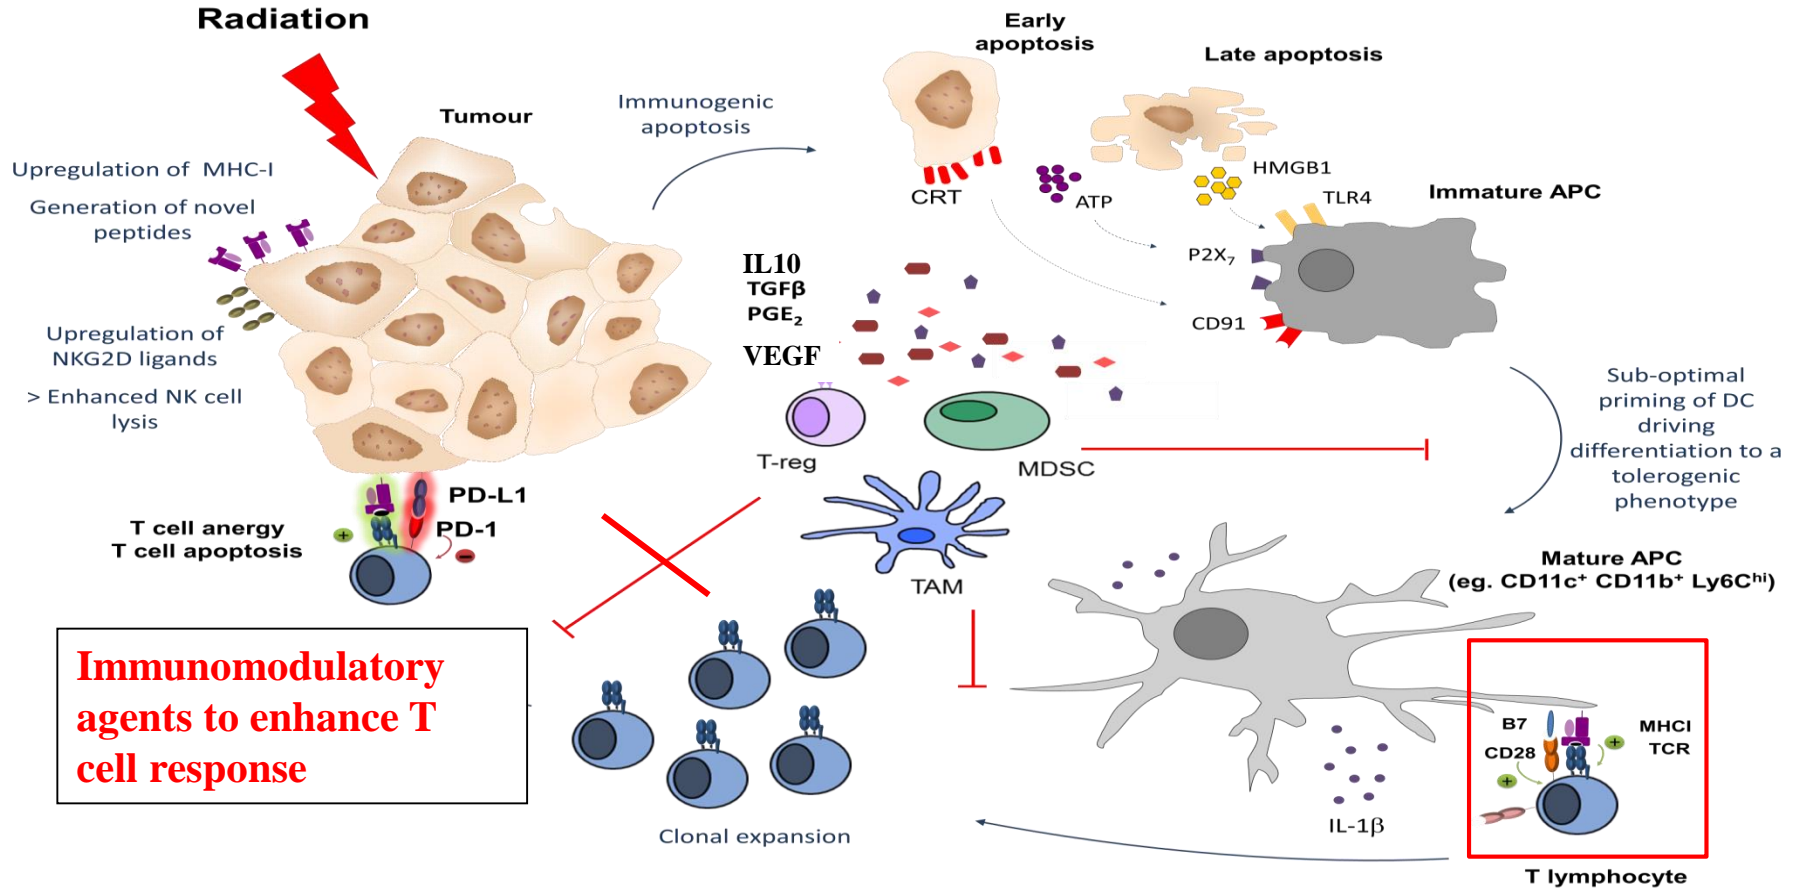 Radiation
Tumour
Upregulation of MHC-I
Generation of novel
peptides
Upregulation of
NKG2D ligands
> Enhanced NK cell
lysis
Immunogenic
apoptosis
Early
apoptosis
Late apoptosis
CRT
ATP
HMGB1
TLR4
Immature APC
P2X₇
CD91
IL10
TGFβ
PGE₂
VEGF
T-reg
MDSC
TAM
Sub-optimal
priming of DC
driving
differentiation to a
tolerogenic
phenotype
PD-L1
PD-1
T cell anergy
T cell apoptosis
+
−
Mature APC
(eg. CD11c⁺ CD11b⁺ Ly6Cʰⁱ)
Immunomodulatory
agents to enhance T
cell response
Clonal expansion
IL-1β
B7
CD28
MHCI
TCR
+
+
T lymphocyte